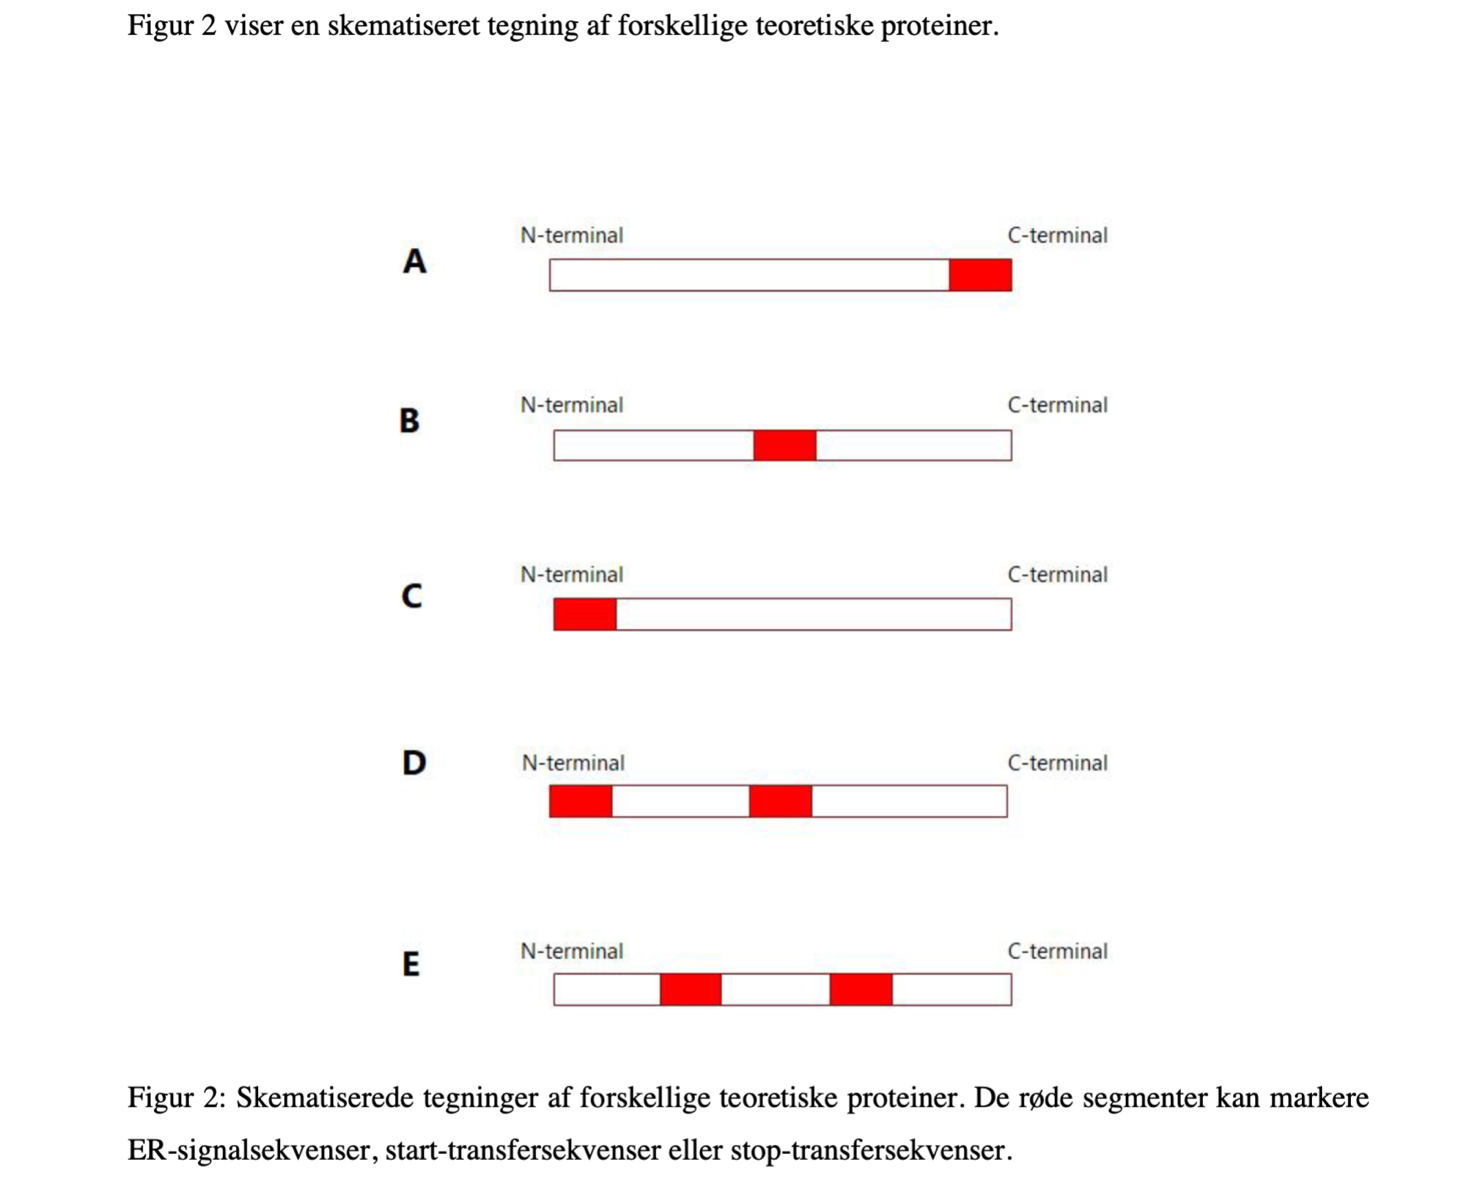 Figur 2 viser en skematiseret tegning af forskellige teoretiske proteiner.
A
N-terminal C-terminal
B
N-terminal C-terminal
C
N-terminal C-terminal
D
N-terminal C-terminal
E
N-terminal C-terminal
Figur 2: Skematiserede tegninger af forskellige teoretiske proteiner. De røde segmenter kan markere
ER-signalsekvenser, start-transfersekvenser eller stop-transfersekvenser.